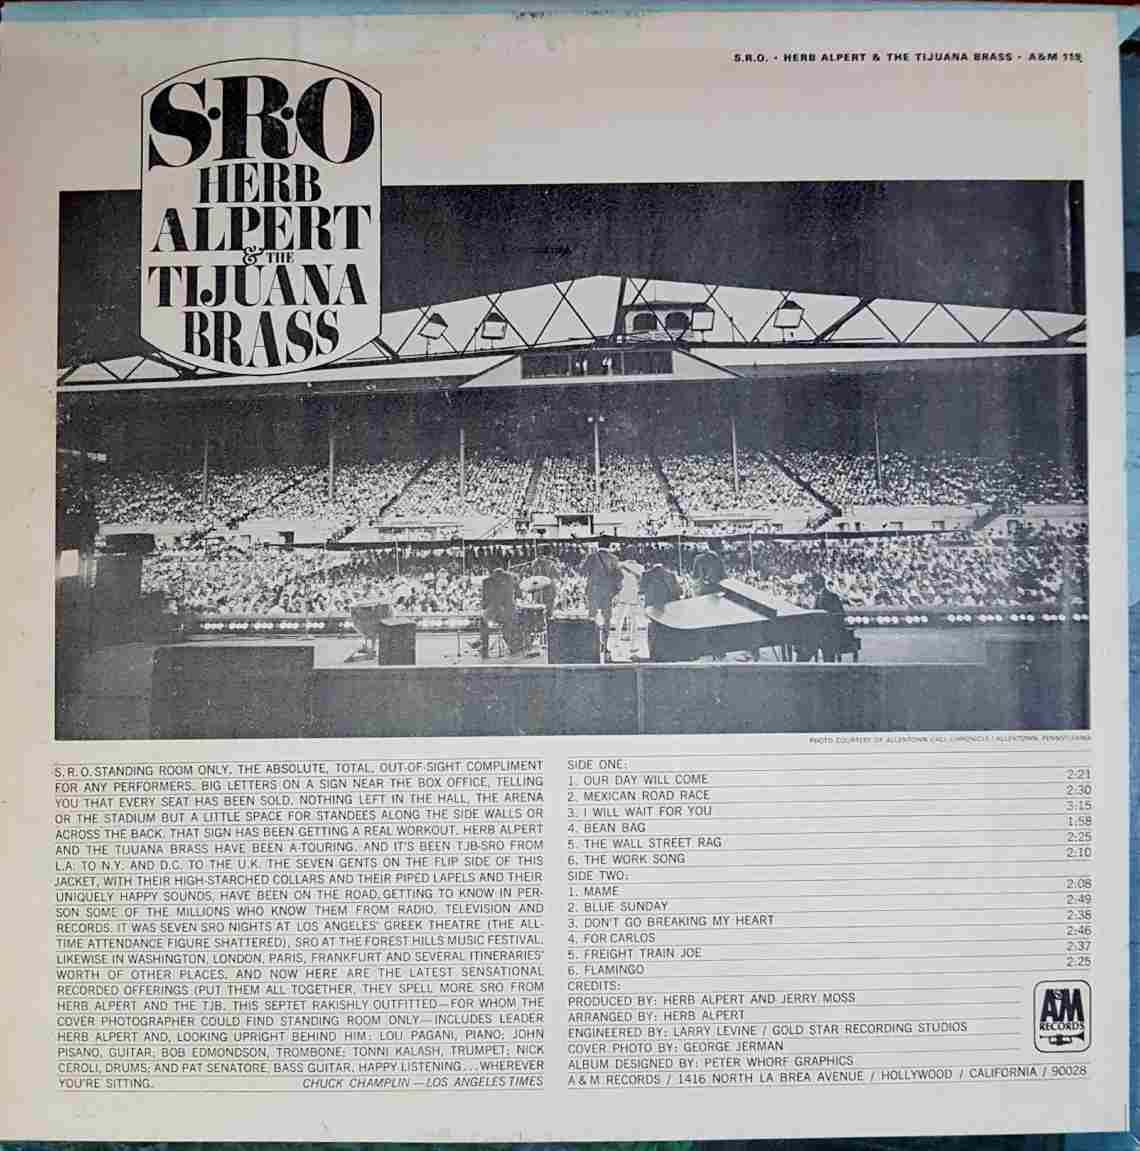 S.R.O. • HERB ALPERT & THE TIJUANA BRASS • A&M 119
S•R•O
HERB
ALPERT
& THE
TIJUANA
BRASS
PHOTO COURTESY OF ALLENTOWN CALL-CHRONICLE / ALLENTOWN, PENNSYLVANIA
S.R.O. STANDING ROOM ONLY. THE ABSOLUTE, TOTAL, OUT-OF-SIGHT COMPLIMENT
FOR ANY PERFORMERS. BIG LETTERS ON A SIGN NEAR THE BOX OFFICE, TELLING
YOU THAT EVERY SEAT HAS BEEN SOLD, NOTHING LEFT IN THE HALL, THE ARENA
OR THE STADIUM BUT A LITTLE SPACE FOR STANDEES ALONG THE SIDE WALLS OR
ACROSS THE BACK. THAT SIGN HAS BEEN GETTING A REAL WORKOUT. HERB ALPERT
AND THE TIJUANA BRASS HAVE BEEN A-TOURING. AND IT'S BEEN TJB-SRO FROM
L.A. TO N.Y. AND D.C. TO THE U.K. THE SEVEN GENTS ON THE FLIP SIDE OF THIS
JACKET, WITH THEIR HIGH-STARCHED COLLARS AND THEIR PIPED LAPELS AND THEIR
UNIQUELY HAPPY SOUNDS, HAVE BEEN ON THE ROAD, GETTING TO KNOW IN PER-
SON SOME OF THE MILLIONS WHO KNOW THEM FROM RADIO, TELEVISION AND
RECORDS. IT WAS SEVEN SRO NIGHTS AT LOS ANGELES' GREEK THEATRE (THE ALL-
TIME ATTENDANCE FIGURE SHATTERED), SRO AT THE FOREST HILLS MUSIC FESTIVAL,
LIKEWISE IN WASHINGTON, LONDON, PARIS, FRANKFURT AND SEVERAL ITINERARIES'
WORTH OF OTHER PLACES. AND NOW HERE ARE THE LATEST SENSATIONAL
RECORDED OFFERINGS (PUT THEM ALL TOGETHER, THEY SPELL MORE SRO FROM
HERB ALPERT AND THE TJB. THIS SEPTET RAKISHLY OUTFITTED—FOR WHOM THE
COVER PHOTOGRAPHER COULD FIND STANDING ROOM ONLY—INCLUDES LEADER
HERB ALPERT AND, LOOKING UPRIGHT BEHIND HIM: LOU PAGANI, PIANO; JOHN
PISANO, GUITAR; BOB EDMONDSON, TROMBONE; TONNI KALASH, TRUMPET; NICK
CEROLI, DRUMS; AND PAT SENATORE, BASS GUITAR. HAPPY LISTENING...WHEREVER
YOU'RE SITTING. CHUCK CHAMPLIN—LOS ANGELES TIMES
SIDE ONE:
1. OUR DAY WILL COME 2:21
2. MEXICAN ROAD RACE 2:30
3. I WILL WAIT FOR YOU 3:15
4. BEAN BAG 1:58
5. THE WALL STREET RAG 2:25
6. THE WORK SONG 2:10
SIDE TWO:
1. MAME 2:08
2. BLUE SUNDAY 2:49
3. DON'T GO BREAKING MY HEART 2:38
4. FOR CARLOS 2:46
5. FREIGHT TRAIN JOE 2:37
6. FLAMINGO 2:25
CREDITS:
PRODUCED BY: HERB ALPERT AND JERRY MOSS
ARRANGED BY: HERB ALPERT
ENGINEERED BY: LARRY LEVINE / GOLD STAR RECORDING STUDIOS
COVER PHOTO BY: GEORGE JERMAN
ALBUM DESIGNED BY: PETER WHORF GRAPHICS
A & M RECORDS / 1416 NORTH LA BREA AVENUE / HOLLYWOOD / CALIFORNIA / 90028
A&M
RECORDS